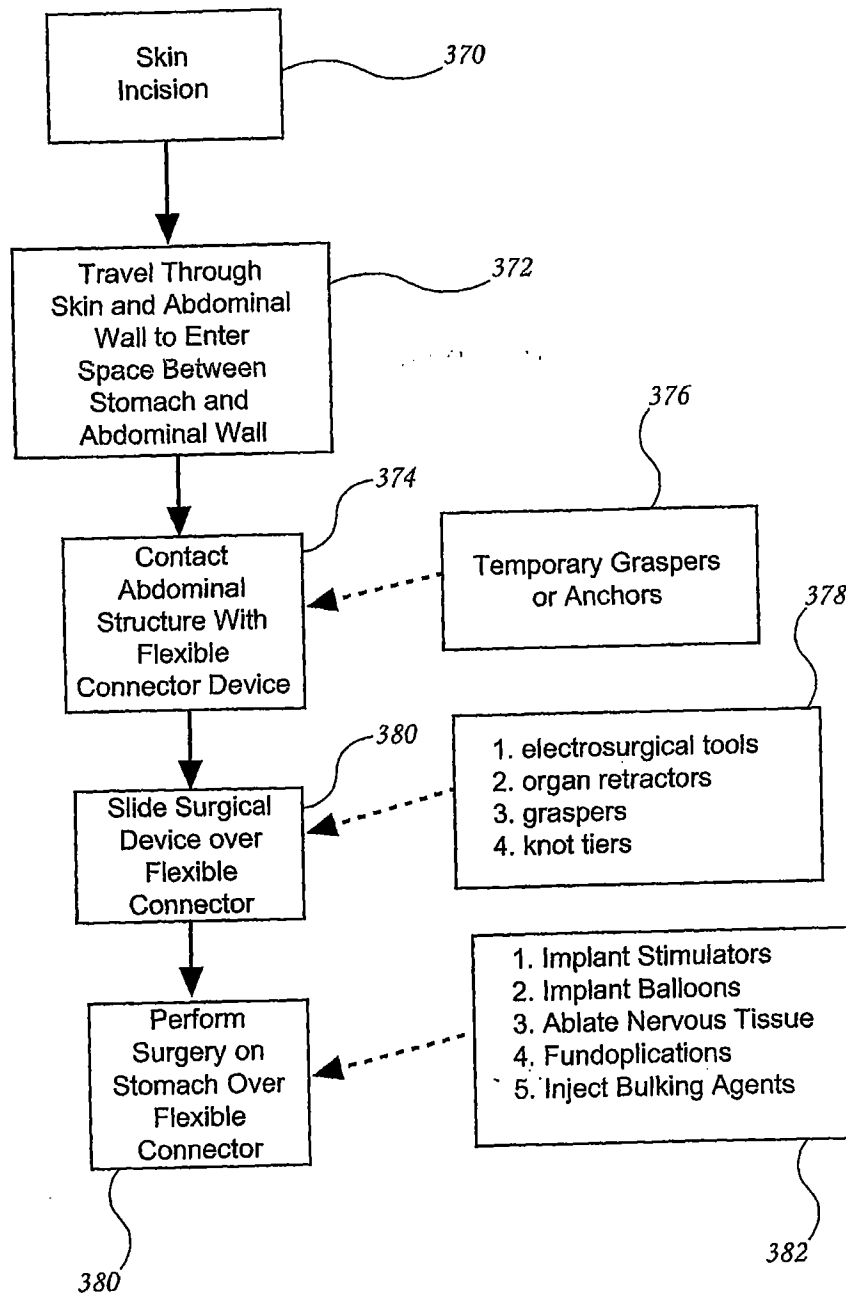 Skin
Incision
370
Travel Through
Skin and Abdominal
Wall to Enter
Space Between
Stomach and
Abdominal Wall
372
Contact
Abdominal
Structure With
Flexible
Connector Device
374
Temporary Graspers
or Anchors
376
Slide Surgical
Device over
Flexible
Connector
380
1. electrosurgical tools
2. organ retractors
3. graspers
4. knot tiers
378
Perform
Surgery on
Stomach Over
Flexible
Connector
380
1. Implant Stimulators
2. Implant Balloons
3. Ablate Nervous Tissue
4. Fundoplications
5. Inject Bulking Agents
382